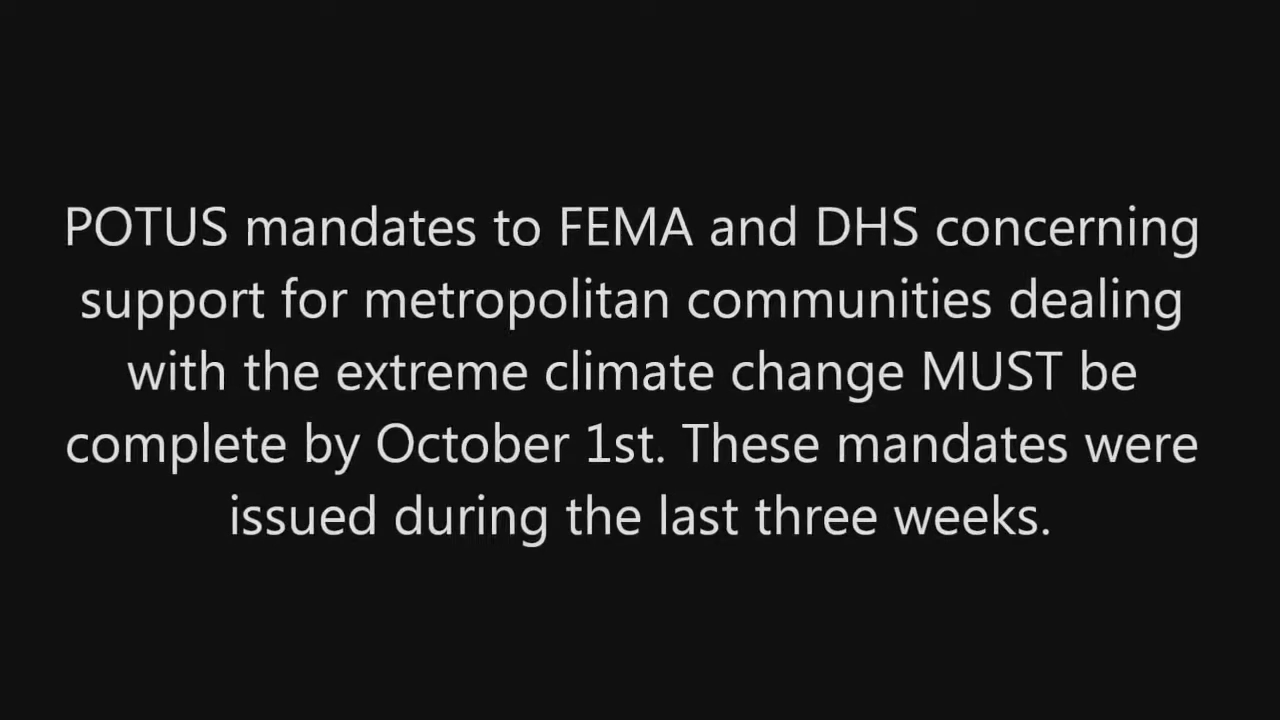 POTUS mandates to FEMA and DHS concerning
support for metropolitan communities dealing
with the extreme climate change MUST be
complete by October 1st. These mandates were
issued during the last three weeks.